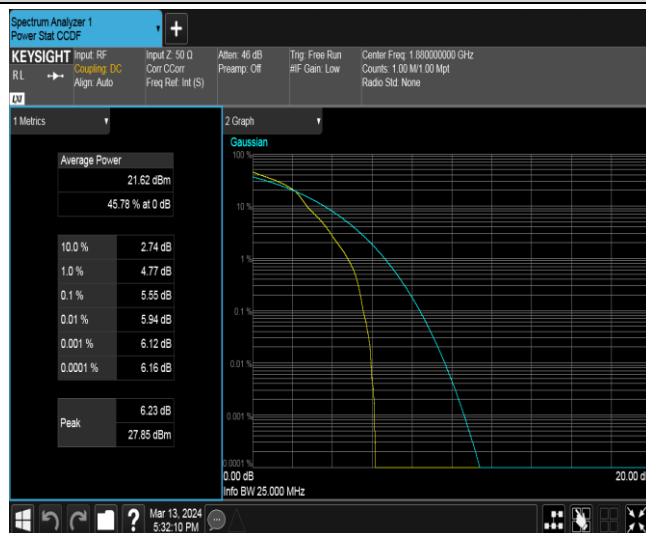 Spectrum Analyzer 1
Power Stat CCDF
+
KEYSIGHT
RL
LXI
Input: RF
Coupling: DC
Align: Auto
Input Z: 50 Ω
Corr CCorr
Freq Ref: Int (S)
Atten: 46 dB
Preamp: Off
Trig: Free Run
#IF Gain: Low
Center Freq: 1.880000000 GHz
Counts: 1.00 M/1.00 Mpt
Radio Std: None
1 Metrics
Average Power
21.62 dBm
45.78 % at 0 dB
10.0 % 2.74 dB
1.0 % 4.77 dB
0.1 % 5.55 dB
0.01 % 5.94 dB
0.001 % 6.12 dB
0.0001 % 6.16 dB
Peak
6.23 dB
27.85 dBm
2 Graph
Gaussian
100 %
10 %
1 %
0.1 %
0.01 %
0.001 %
0.0001 %
0.00 dB
20.00 d
Info BW 25.000 MHz
?
Mar 13, 2024
5:32:10 PM